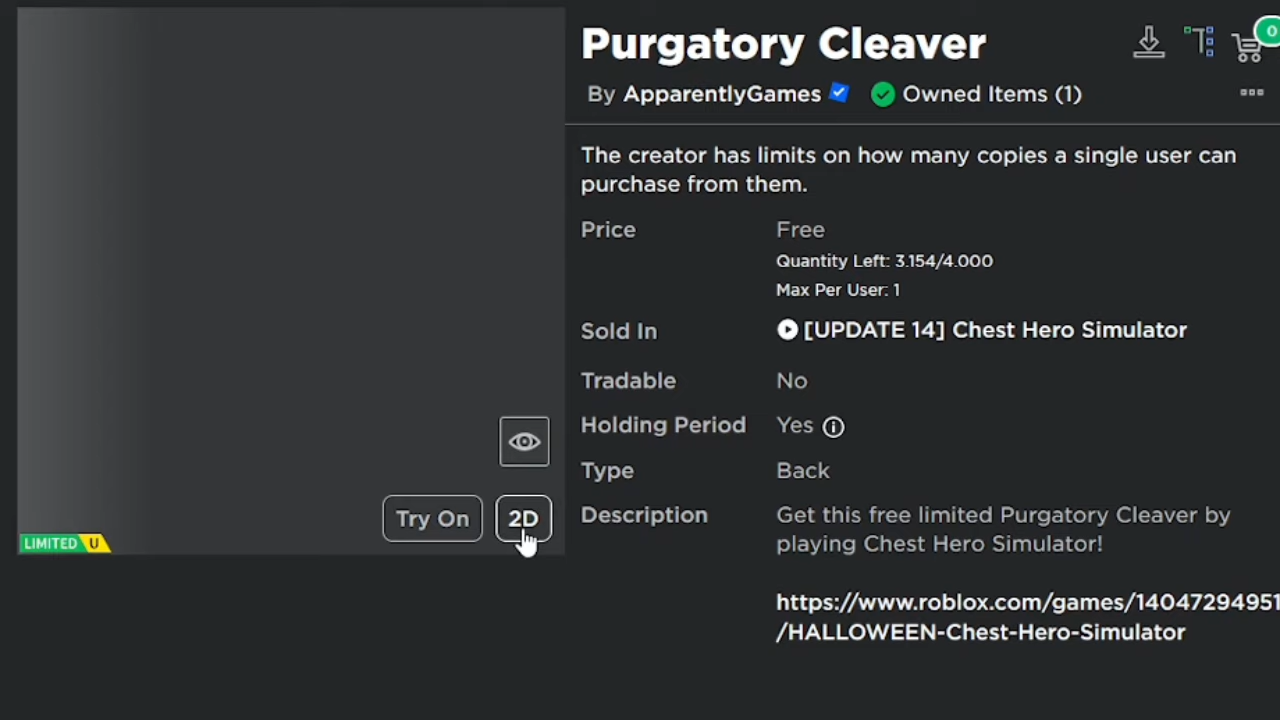 Purgatory Cleaver
0
By ApparentlyGames Owned Items (1)
The creator has limits on how many copies a single user can
purchase from them.
Price Free
Quantity Left: 3.154/4.000
Max Per User: 1
Sold In [UPDATE 14] Chest Hero Simulator
Tradable No
Holding Period Yes
Type Back
Try On 2D
Description Get this free limited Purgatory Cleaver by
playing Chest Hero Simulator!
LIMITED U
https://www.roblox.com/games/14047294951
/HALLOWEEN-Chest-Hero-Simulator